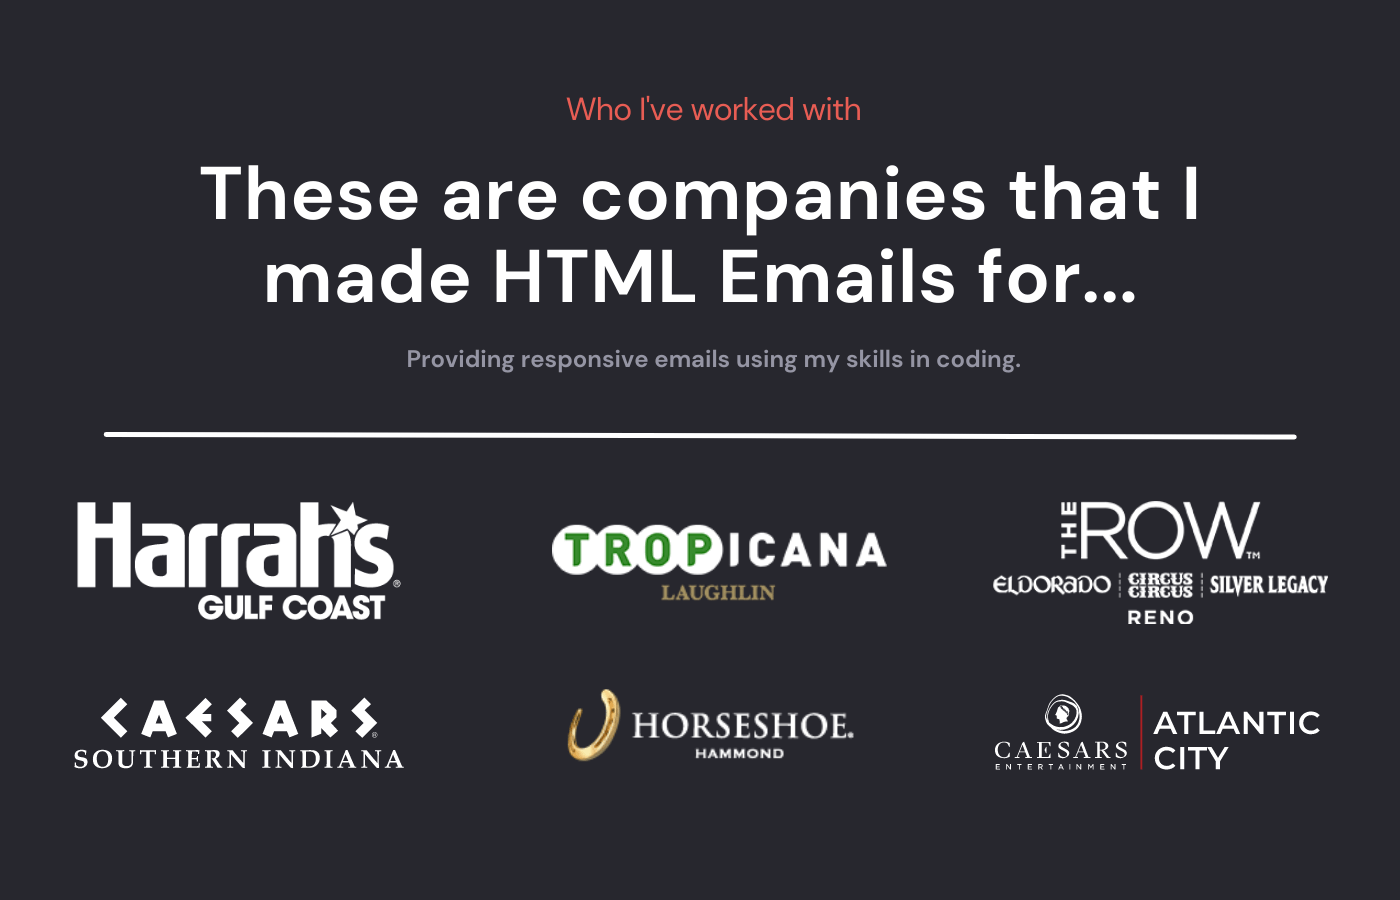 Who I've worked with
These are companies that I
made HTML Emails for...
Providing responsive emails using my skills in coding.
Harrah's®
GULF COAST
TROPICANA
LAUGHLIN
THE ROW™
ELDORADO CIRCUS CIRCUS SILVER LEGACY
RENO
CAESARS®
SOUTHERN INDIANA
HORSESHOE.
HAMMOND
CAESARS
ENTERTAINMENT
ATLANTIC
CITY